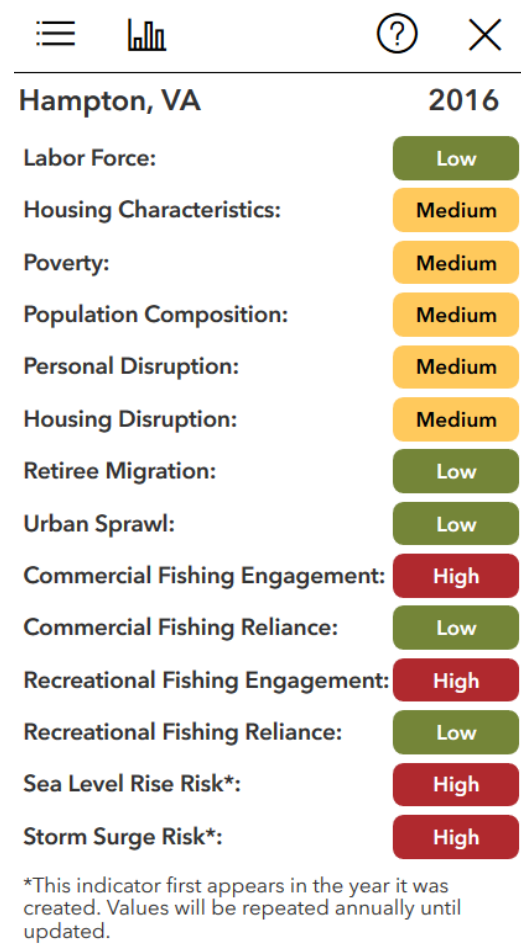 ?
Hampton, VA 2016
Labor Force: Low
Housing Characteristics: Medium
Poverty: Medium
Population Composition: Medium
Personal Disruption: Medium
Housing Disruption: Medium
Retiree Migration: Low
Urban Sprawl: Low
Commercial Fishing Engagement: High
Commercial Fishing Reliance: Low
Recreational Fishing Engagement: High
Recreational Fishing Reliance: Low
Sea Level Rise Risk*: High
Storm Surge Risk*: High
*This indicator first appears in the year it was
created. Values will be repeated annually until
updated.